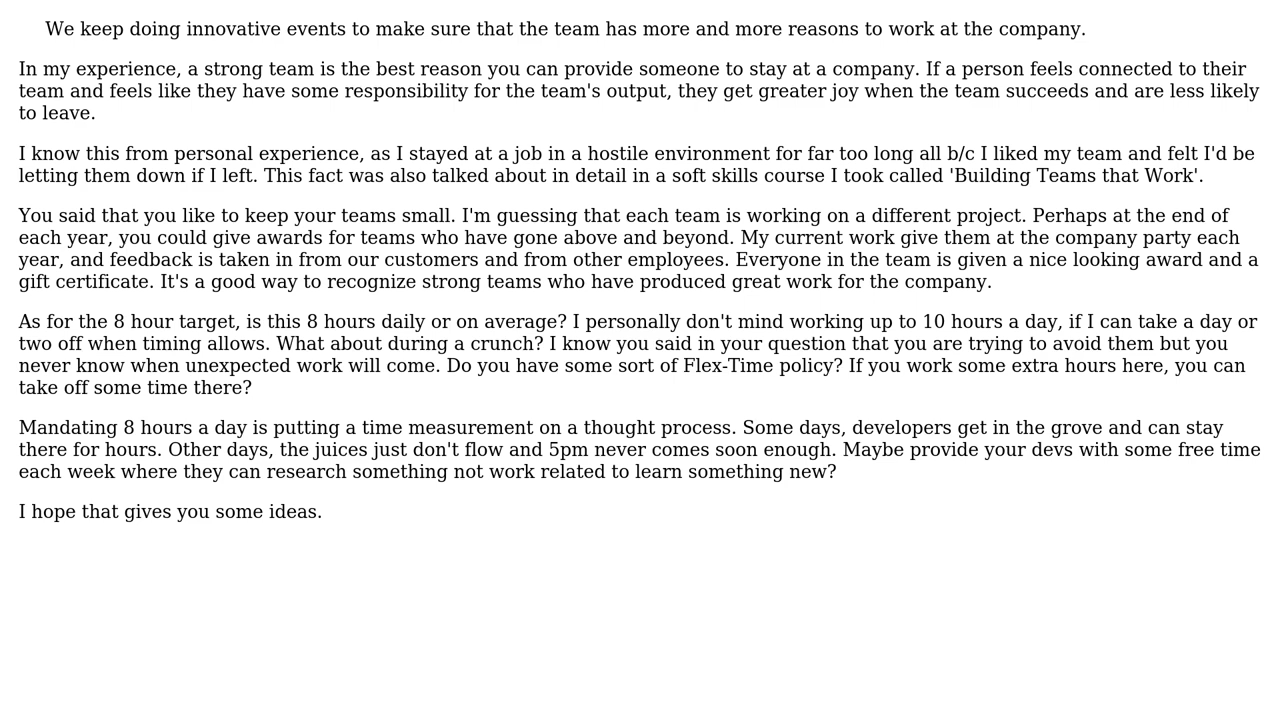 We keep doing innovative events to make sure that the team has more and more reasons to work at the company.
In my experience, a strong team is the best reason you can provide someone to stay at a company. If a person feels connected to their
team and feels like they have some responsibility for the team's output, they get greater joy when the team succeeds and are less likely
to leave.
I know this from personal experience, as I stayed at a job in a hostile environment for far too long all b/c I liked my team and felt I'd be
letting them down if I left. This fact was also talked about in detail in a soft skills course I took called 'Building Teams that Work'.
You said that you like to keep your teams small. I'm guessing that each team is working on a different project. Perhaps at the end of
each year, you could give awards for teams who have gone above and beyond. My current work give them at the company party each
year, and feedback is taken in from our customers and from other employees. Everyone in the team is given a nice looking award and a
gift certificate. It's a good way to recognize strong teams who have produced great work for the company.
As for the 8 hour target, is this 8 hours daily or on average? I personally don't mind working up to 10 hours a day, if I can take a day or
two off when timing allows. What about during a crunch? I know you said in your question that you are trying to avoid them but you
never know when unexpected work will come. Do you have some sort of Flex-Time policy? If you work some extra hours here, you can
take off some time there?
Mandating 8 hours a day is putting a time measurement on a thought process. Some days, developers get in the grove and can stay
there for hours. Other days, the juices just don't flow and 5pm never comes soon enough. Maybe provide your devs with some free time
each week where they can research something not work related to learn something new?
I hope that gives you some ideas.